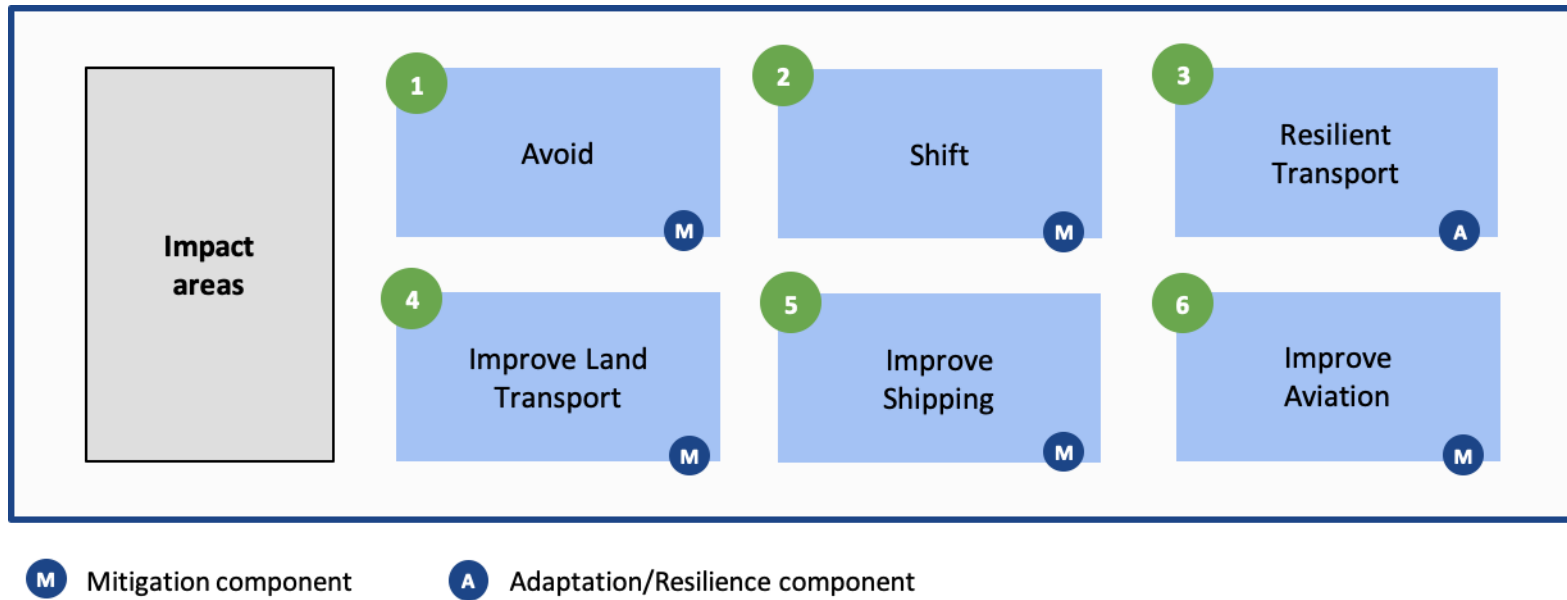 Impact
areas
1
Avoid
M
2
Shift
M
3
Resilient
Transport
A
4
Improve Land
Transport
M
5
Improve
Shipping
M
6
Improve
Aviation
M
M Mitigation component
A Adaptation/Resilience component